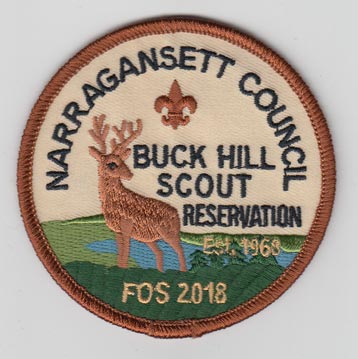 NARRAGANSETT COUNCIL
BUCK HILL
SCOUT
RESERVATION
Est. 1968
FOS 2018